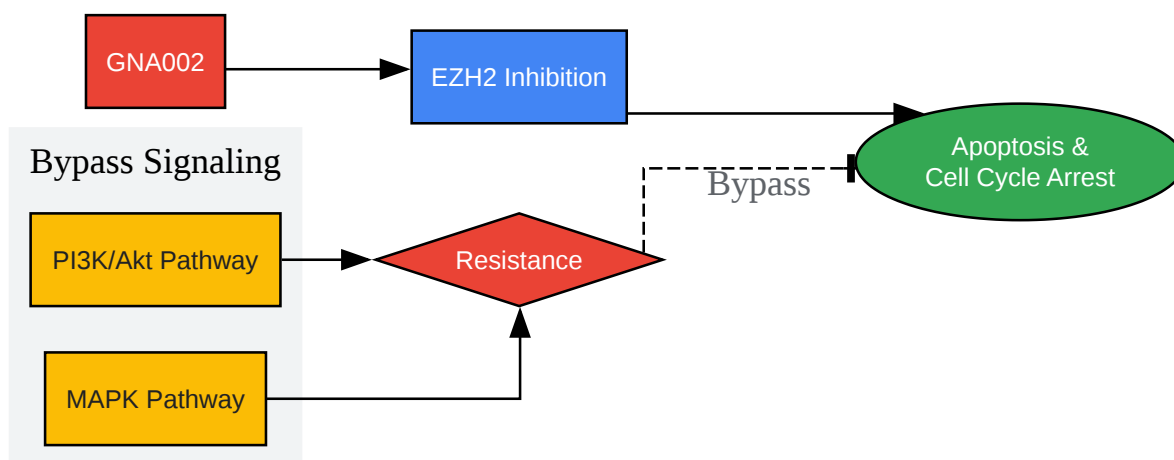 GNA002
EZH2 Inhibition
Apoptosis &
Cell Cycle Arrest
Bypass Signaling
Bypass
PI3K/Akt Pathway
Resistance
MAPK Pathway